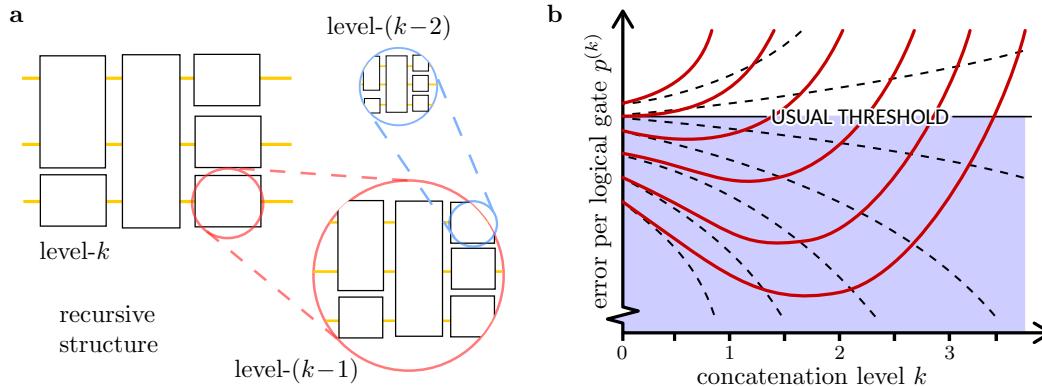 a
level-(k−2)
level-k
recursive
structure
level-(k−1)
b
error per logical gate p^(k)
USUAL THRESHOLD
0
1
2
3
concatenation level k